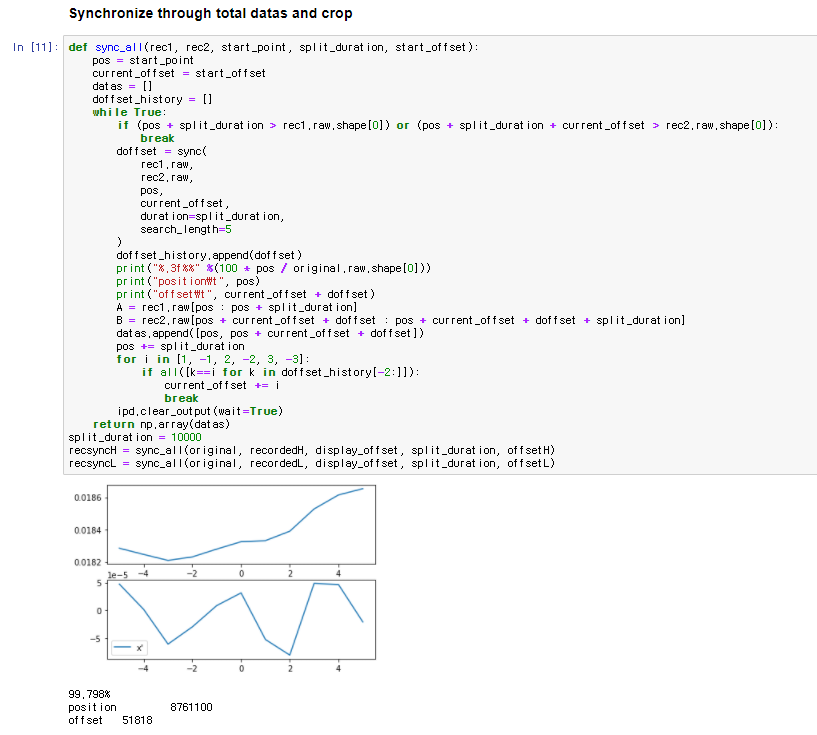 Synchronize through total datas and crop
In [11]:
def sync_all(rec1, rec2, start_point, split_duration, start_offset):
    pos = start_point
    current_offset = start_offset
    datas = []
    doffset_history = []
    while True:
        if (pos + split_duration > rec1.raw.shape[0]) or (pos + split_duration + current_offset > rec2.raw.shape[0]):
            break
        doffset = sync(
            rec1.raw,
            rec2.raw,
            pos,
            current_offset,
            duration=split_duration,
            search_length=5
        )
        doffset_history.append(doffset)
        print("%.3f%%" %(100 * pos / original.raw.shape[0]))
        print("position₩t", pos)
        print("offset₩t", current_offset + doffset)
        A = rec1.raw[pos : pos + split_duration]
        B = rec2.raw[pos + current_offset + doffset : pos + current_offset + doffset + split_duration]
        datas.append([pos, pos + current_offset + doffset])
        pos += split_duration
        for i in [1, -1, 2, -2, 3, -3]:
            if all([k==i for k in doffset_history[-2:]]):
                current_offset += i
                break
        ipd.clear_output(wait=True)
    return np.array(datas)
split_duration = 10000
recsyncH = sync_all(original, recordedH, display_offset, split_duration, offsetH)
recsyncL = sync_all(original, recordedL, display_offset, split_duration, offsetL)
0.0186
0.0184
0.0182
-4 -2 0 2 4
1e-5
5
0
-5
x'
-4 -2 0 2 4
99.798%
position 8761100
offset 51818